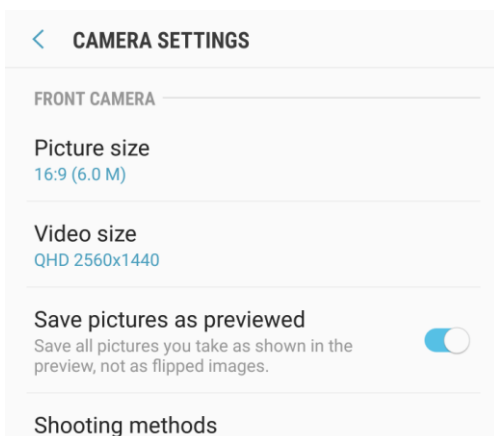 CAMERA SETTINGS
FRONT CAMERA
Picture size
16:9 (6.0 M)
Video size
QHD 2560x1440
Save pictures as previewed
Save all pictures you take as shown in the
preview, not as flipped images.
Shooting methods